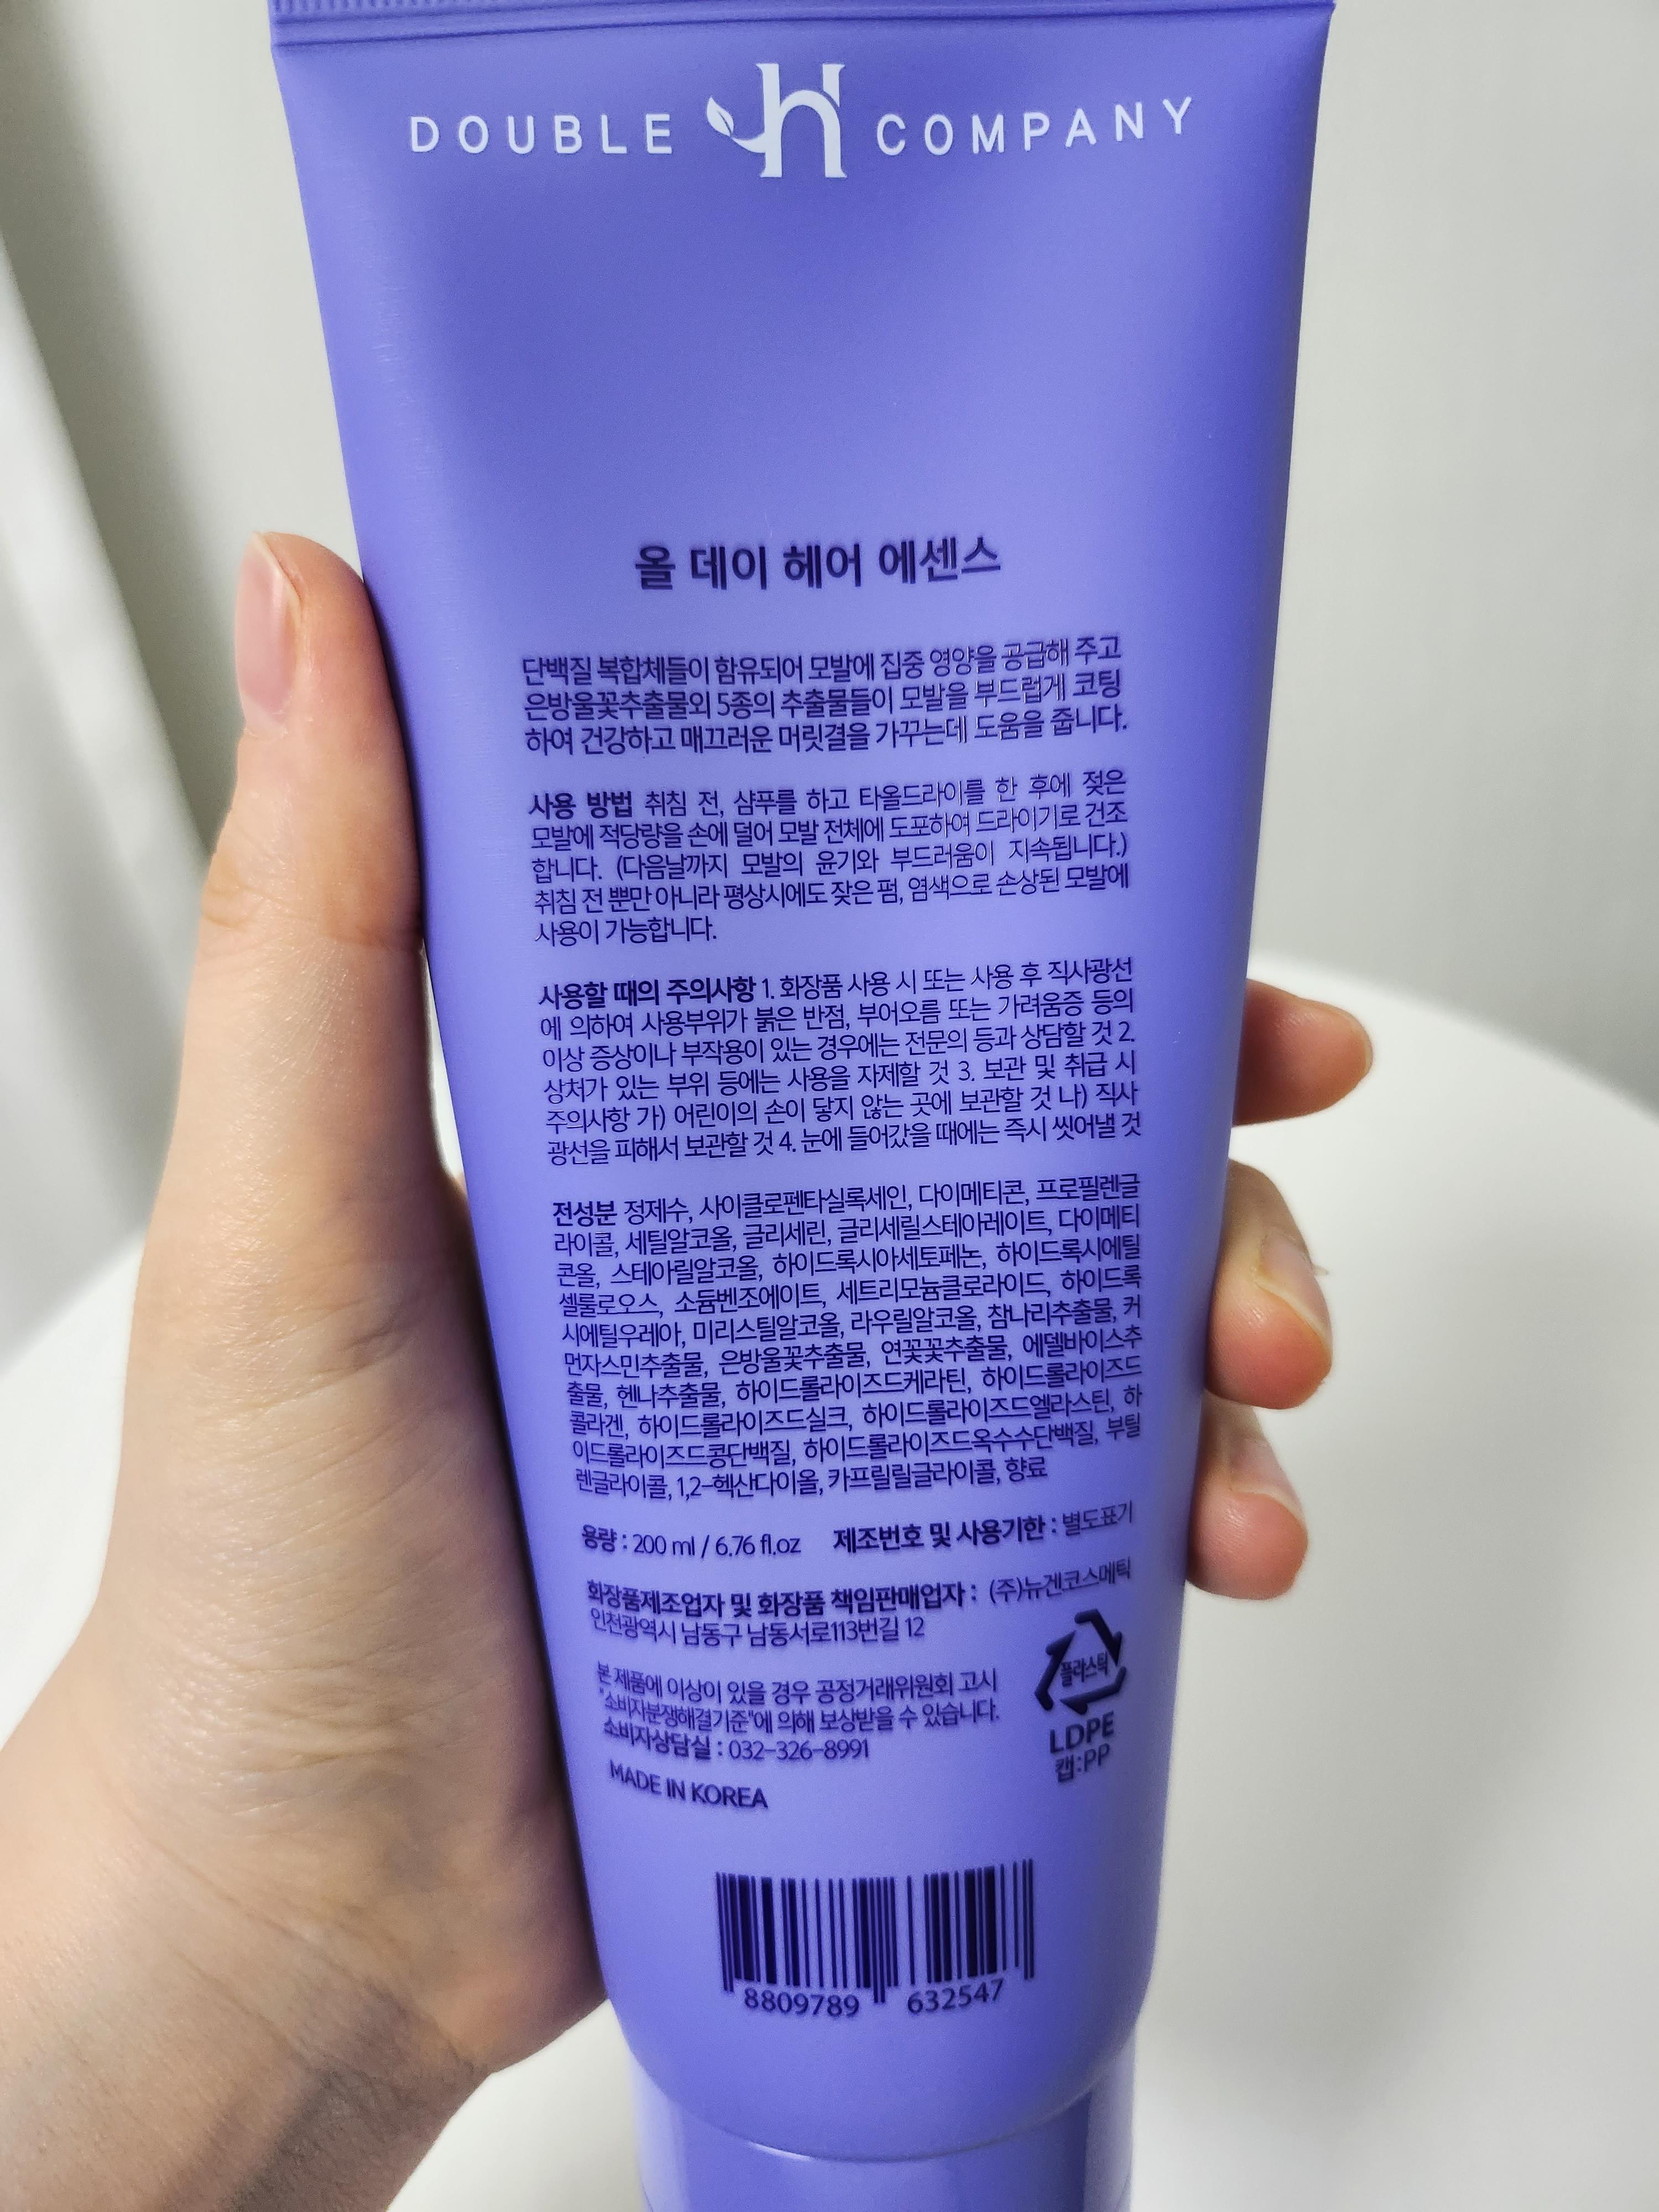 DOUBLE h COMPANY
올 데이 헤어 에센스
단백질 복합체들이 함유되어 모발에 집중 영양을 공급해 주고
은방울꽃추출물외 5종의 추출물들이 모발을 부드럽게 코팅
하여 건강하고 매끄러운 머릿결을 가꾸는데 도움을 줍니다.
사용 방법 취침 전, 샴푸를 하고 타올드라이를 한 후에 젖은
모발에 적당량을 손에 덜어 모발 전체에 도포하여 드라이기로 건조
합니다. (다음날까지 모발의 윤기와 부드러움이 지속됩니다.)
취침 전 뿐만 아니라 평상시에도 잦은 펌, 염색으로 손상된 모발에
사용이 가능합니다.
사용할 때의 주의사항 1. 화장품 사용 시 또는 사용 후 직사광선
에 의하여 사용부위가 붉은 반점, 부어오름 또는 가려움증 등의
이상 증상이나 부작용이 있는 경우에는 전문의 등과 상담할 것 2.
상처가 있는 부위 등에는 사용을 자제할 것 3. 보관 및 취급 시
주의사항 가) 어린이의 손이 닿지 않는 곳에 보관할 것 나) 직사
광선을 피해서 보관할 것 4. 눈에 들어갔을 때에는 즉시 씻어낼 것
전성분 정제수, 사이클로펜타실록세인, 다이메티콘, 프로필렌글
라이콜, 세틸알코올, 글리세린, 글리세릴스테아레이트, 다이메티
콘올, 스테아릴알코올, 하이드록시아세토페논, 하이드록시에틸
셀룰로오스, 소듐벤조에이트, 세트리모늄클로라이드, 하이드록
시에틸우레아, 미리스틸알코올, 라우릴알코올, 참나리추출물, 커
먼자스민추출물, 은방울꽃추출물, 연꽃꽃추출물, 에델바이스추
출물, 헨나추출물, 하이드롤라이즈드케라틴, 하이드롤라이즈드
콜라겐, 하이드롤라이즈드실크, 하이드롤라이즈드엘라스틴, 하
이드롤라이즈드콩단백질, 하이드롤라이즈드옥수수단백질, 부틸
렌글라이콜, 1,2-헥산다이올, 카프릴릴글라이콜, 향료
용량 : 200 ml / 6.76 fl.oz 제조번호 및 사용기한 : 별도표기
화장품제조업자 및 화장품 책임판매업자 : (주)뉴겐코스메틱
인천광역시 남동구 남동서로113번길 12
본 제품에 이상이 있을 경우 공정거래위원회 고시
"소비자분쟁해결기준"에 의해 보상받을 수 있습니다.
소비자상담실 : 032-326-8991
MADE IN KOREA
플라스틱
LDPE
캡:PP
8809789 632547